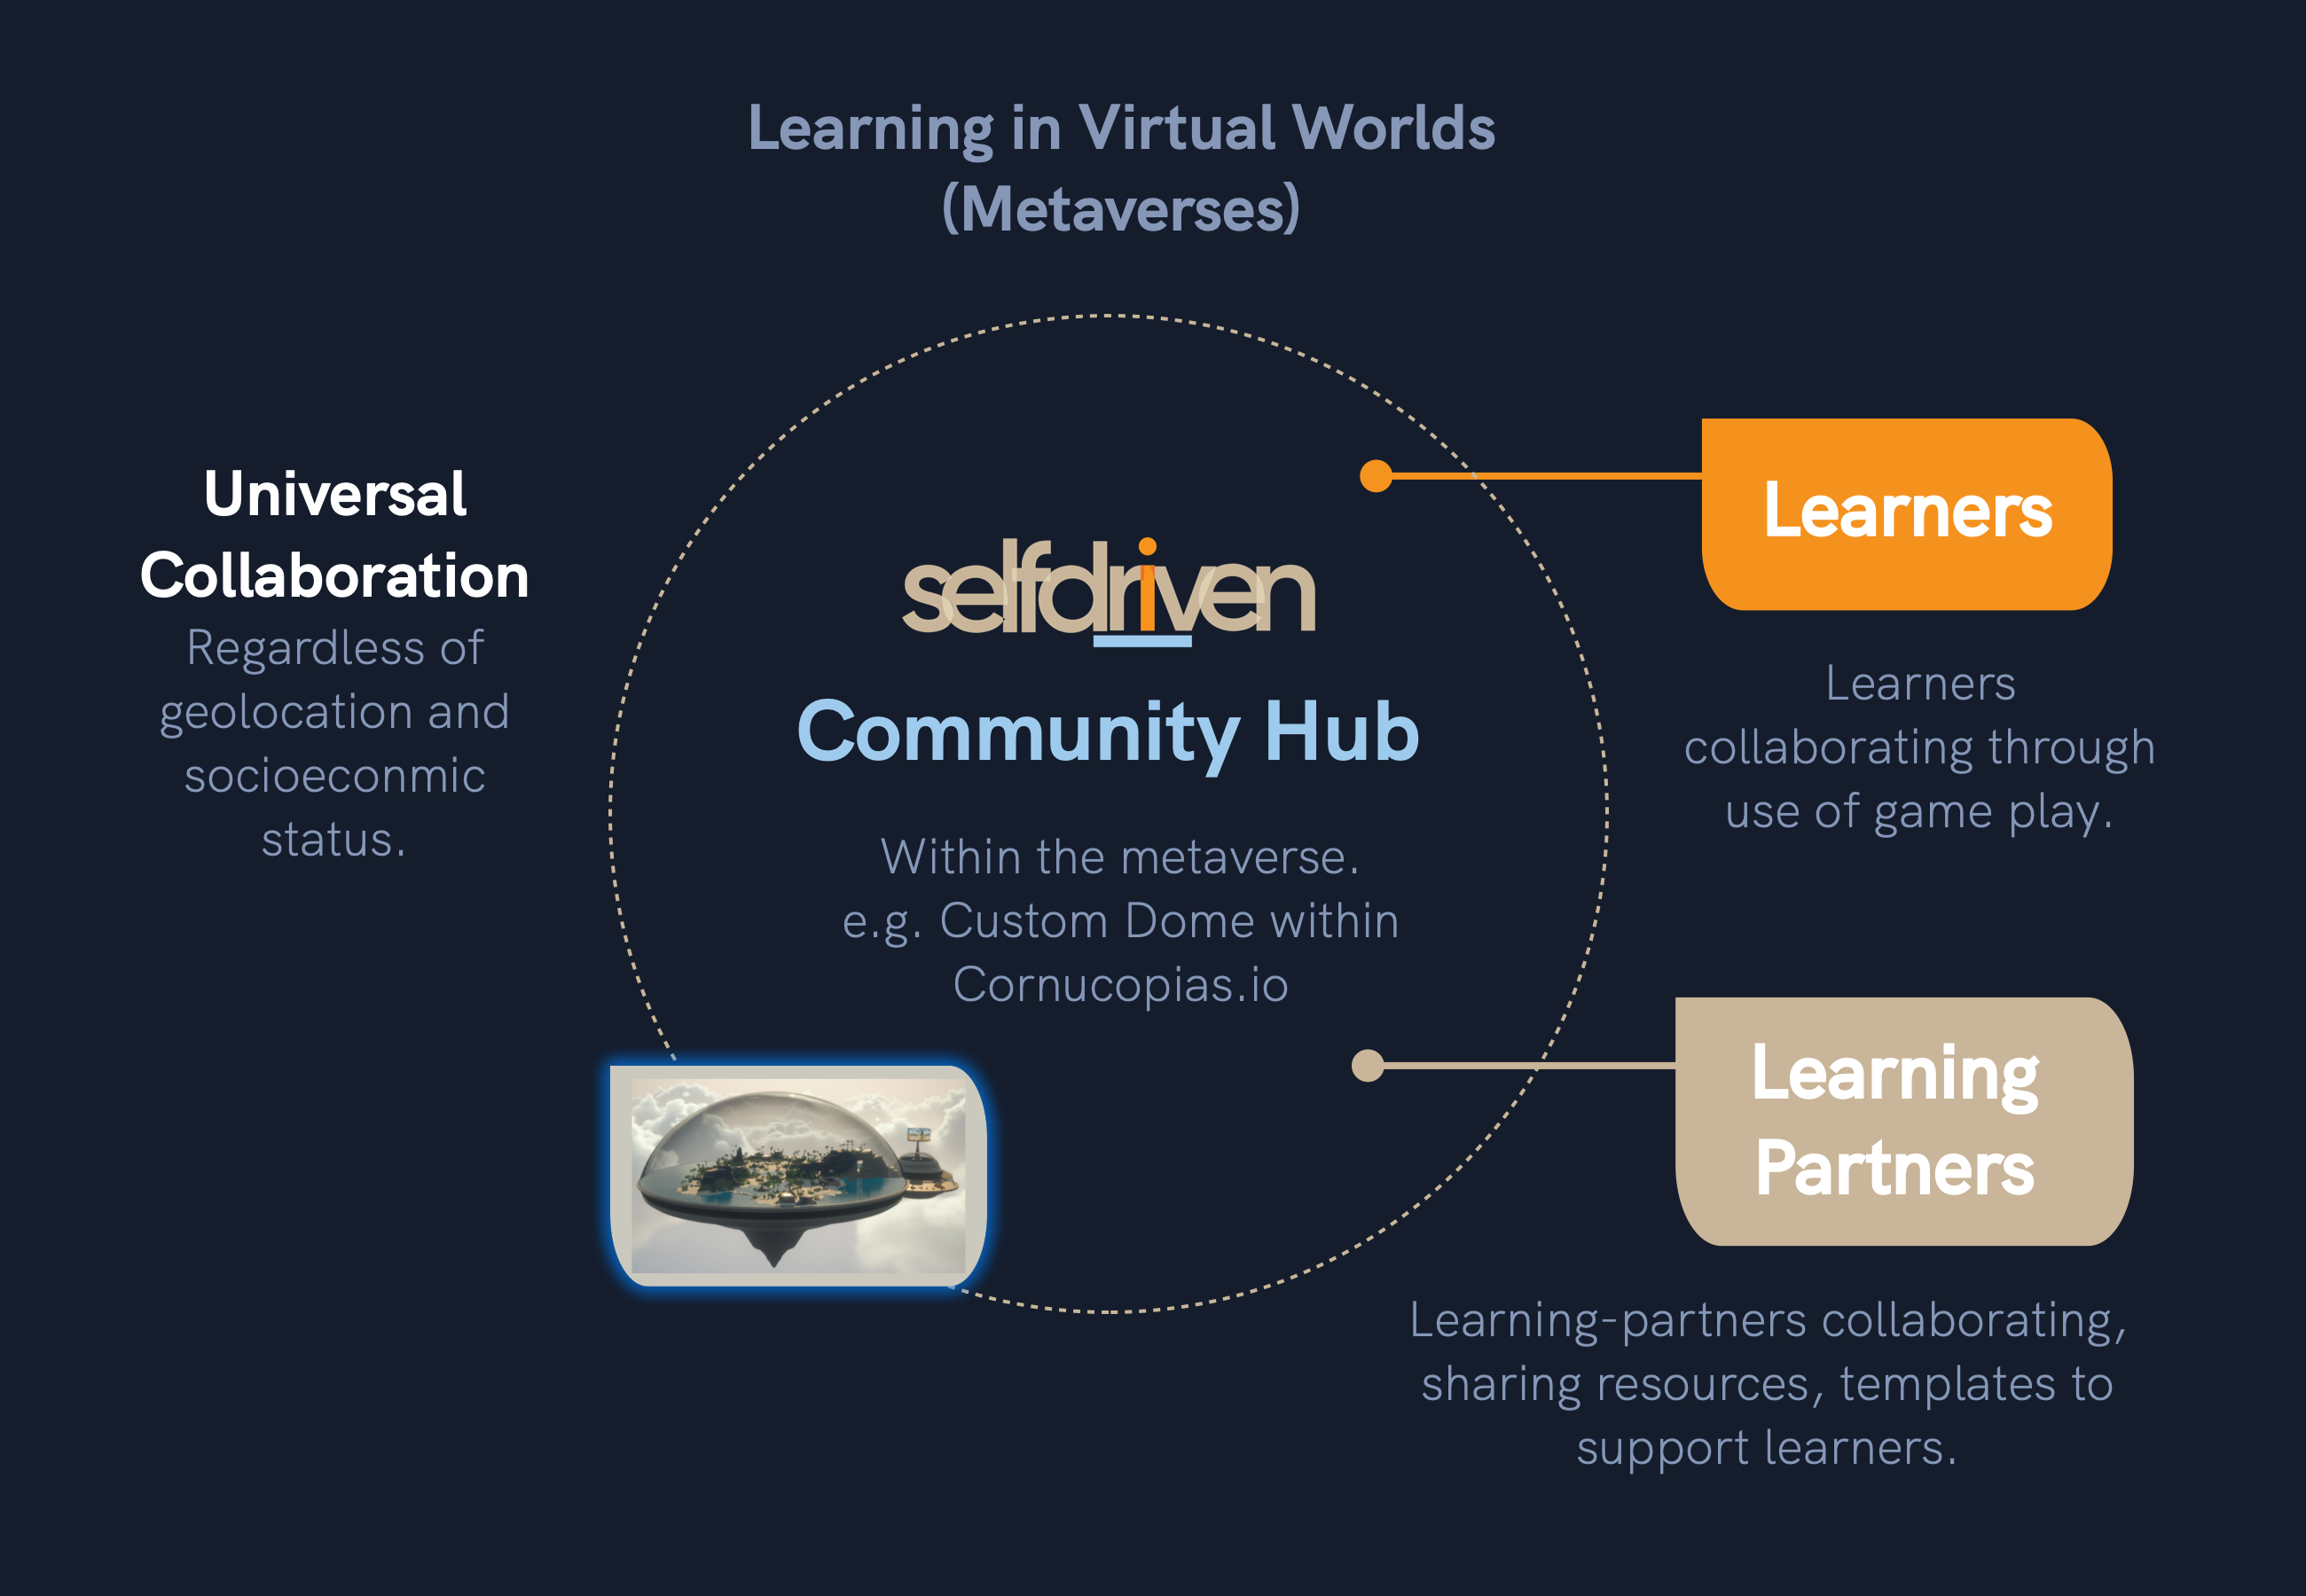 Learning in Virtual Worlds
(Metaverses)
Universal
Collaboration
Regardless of
geolocation and
socioeconmic
status.
selfdriven
Community Hub
Within the metaverse.
e.g. Custom Dome within
Cornucopias.io
Learners
Learners
collaborating through
use of game play.
Learning
Partners
Learning-partners collaborating,
sharing resources, templates to
support learners.